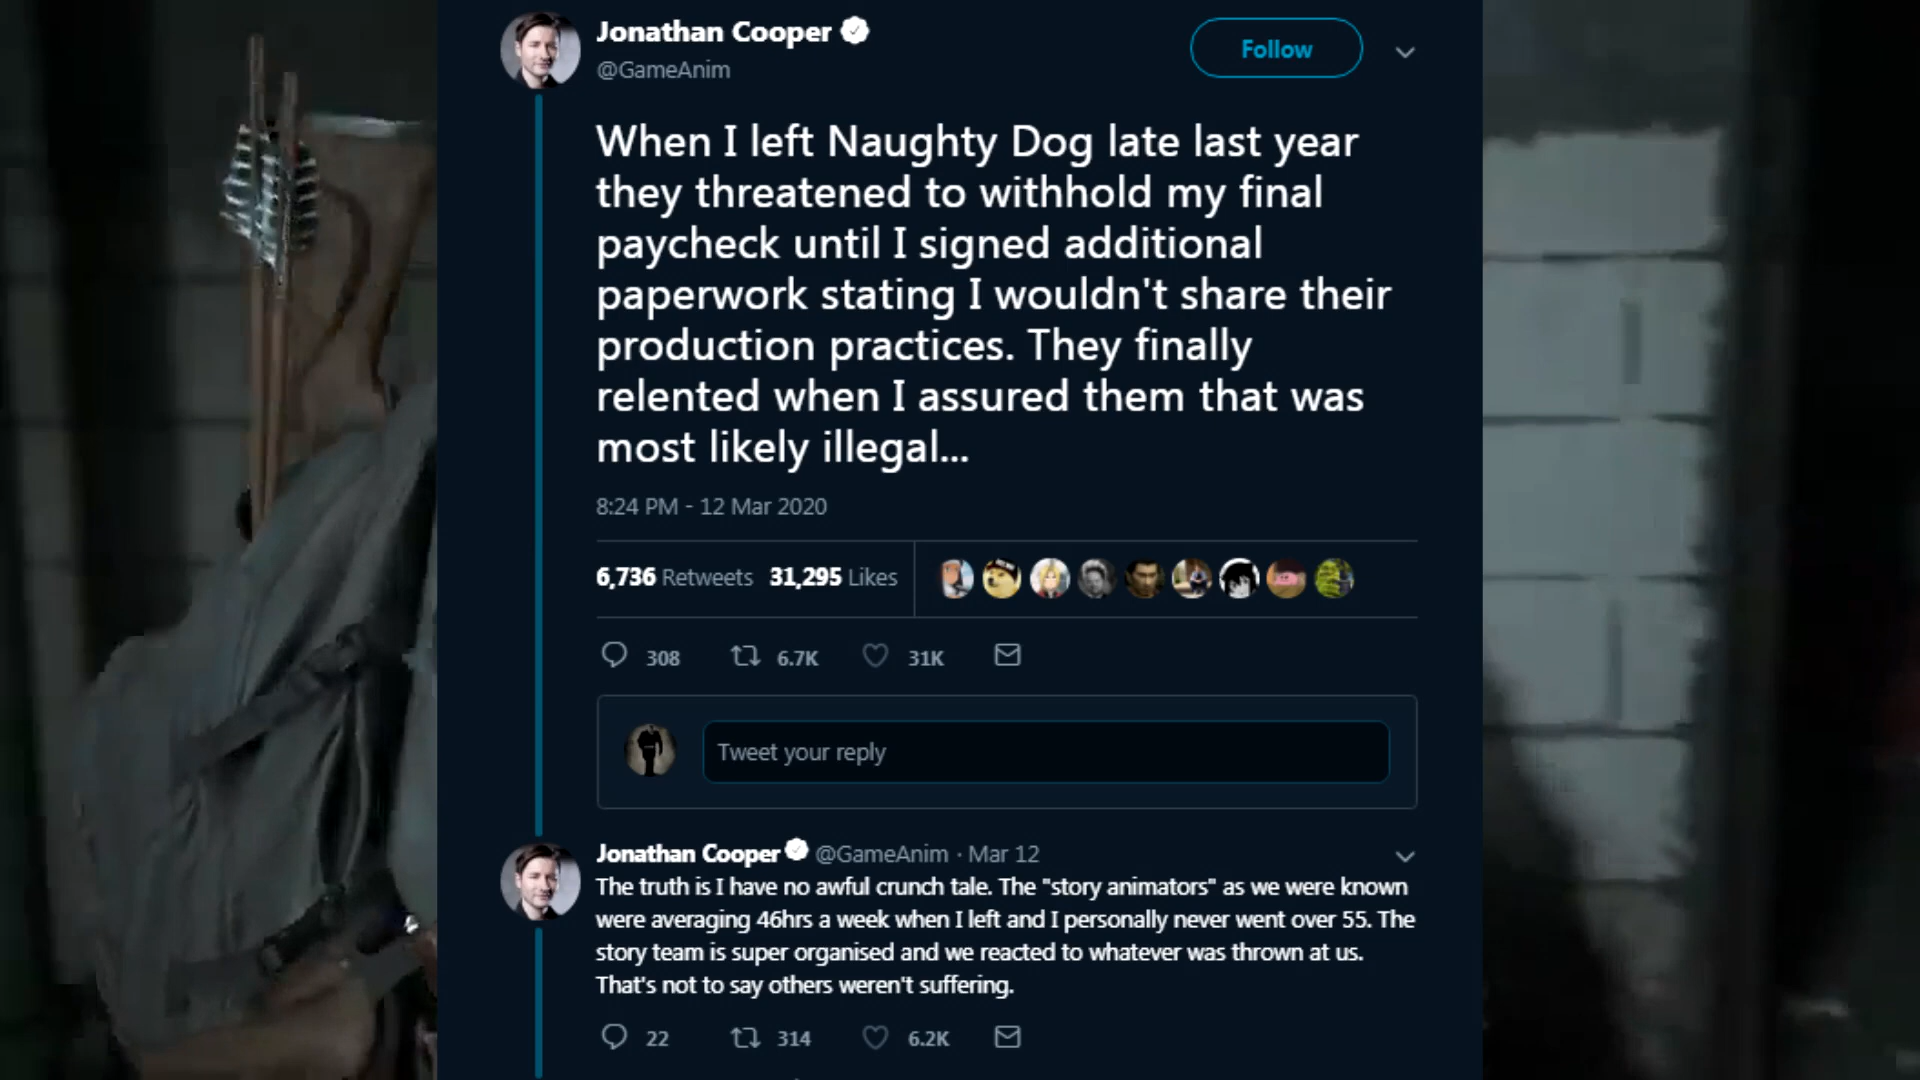 Jonathan Cooper
@GameAnim
Follow
When I left Naughty Dog late last year
they threatened to withhold my final
paycheck until I signed additional
paperwork stating I wouldn't share their
production practices. They finally
relented when I assured them that was
most likely illegal...
8:24 PM - 12 Mar 2020
6,736 Retweets 31,295 Likes
308 6.7K 31K
Tweet your reply
Jonathan Cooper @GameAnim · Mar 12
The truth is I have no awful crunch tale. The "story animators" as we were known
were averaging 46hrs a week when I left and I personally never went over 55. The
story team is super organised and we reacted to whatever was thrown at us.
That's not to say others weren't suffering.
22 314 6.2K